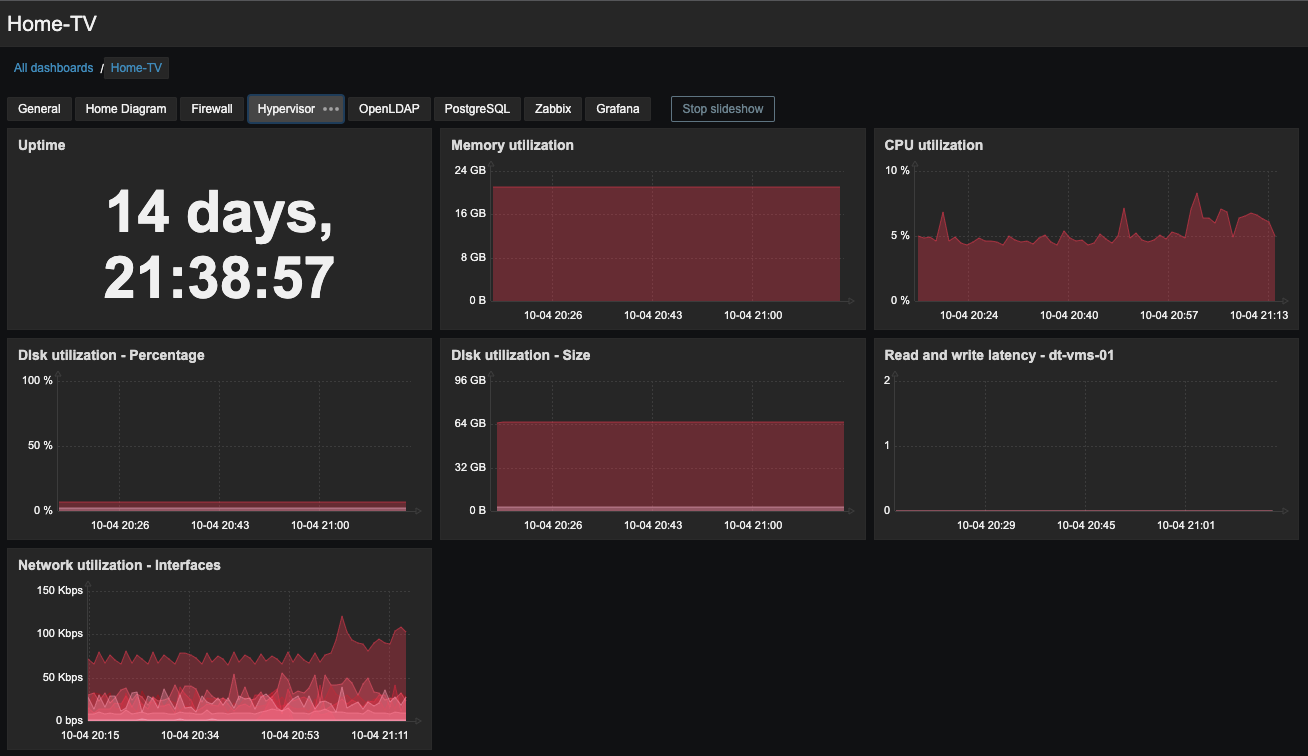 Home-TV
All dashboards / Home-TV
General Home Diagram Firewall Hypervisor ••• OpenLDAP PostgreSQL Zabbix Grafana Stop slideshow
Uptime
14 days,
21:38:57
Memory utilization
24 GB
16 GB
8 GB
0 B
10-04 20:26 10-04 20:43 10-04 21:00
CPU utilization
10 %
5 %
0 %
10-04 20:24 10-04 20:40 10-04 20:57 10-04 21:13
DIsk utilization - Percentage
100 %
50 %
0 %
10-04 20:26 10-04 20:43 10-04 21:00
DIsk utilization - Size
96 GB
64 GB
32 GB
0 B
10-04 20:26 10-04 20:43 10-04 21:00
Read and write latency - dt-vms-01
2
1
0
10-04 20:29 10-04 20:45 10-04 21:01
Network utilization - Interfaces
150 Kbps
100 Kbps
50 Kbps
0 bps
10-04 20:15 10-04 20:34 10-04 20:53 10-04 21:11